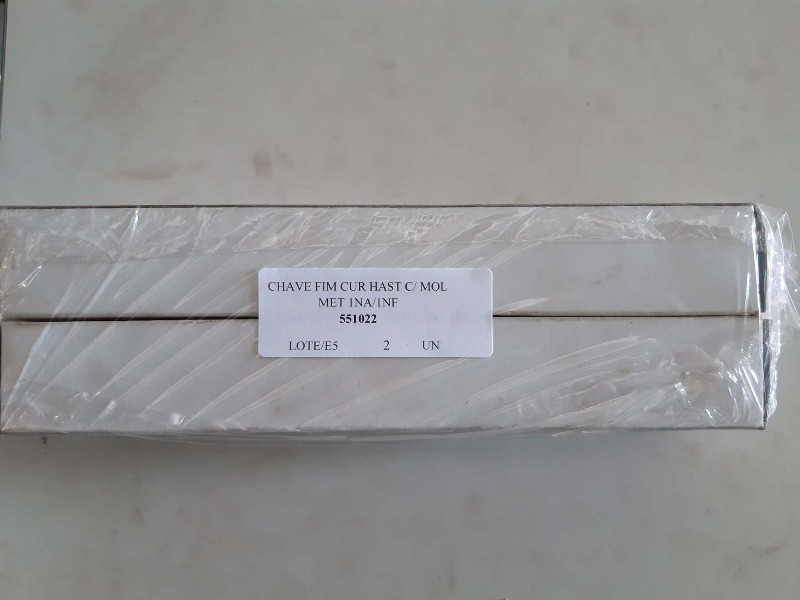 CHAVE FIM CUR HAST C/ MOL
MET 1NA/1NF
551022
LOTE/E5 2 UN